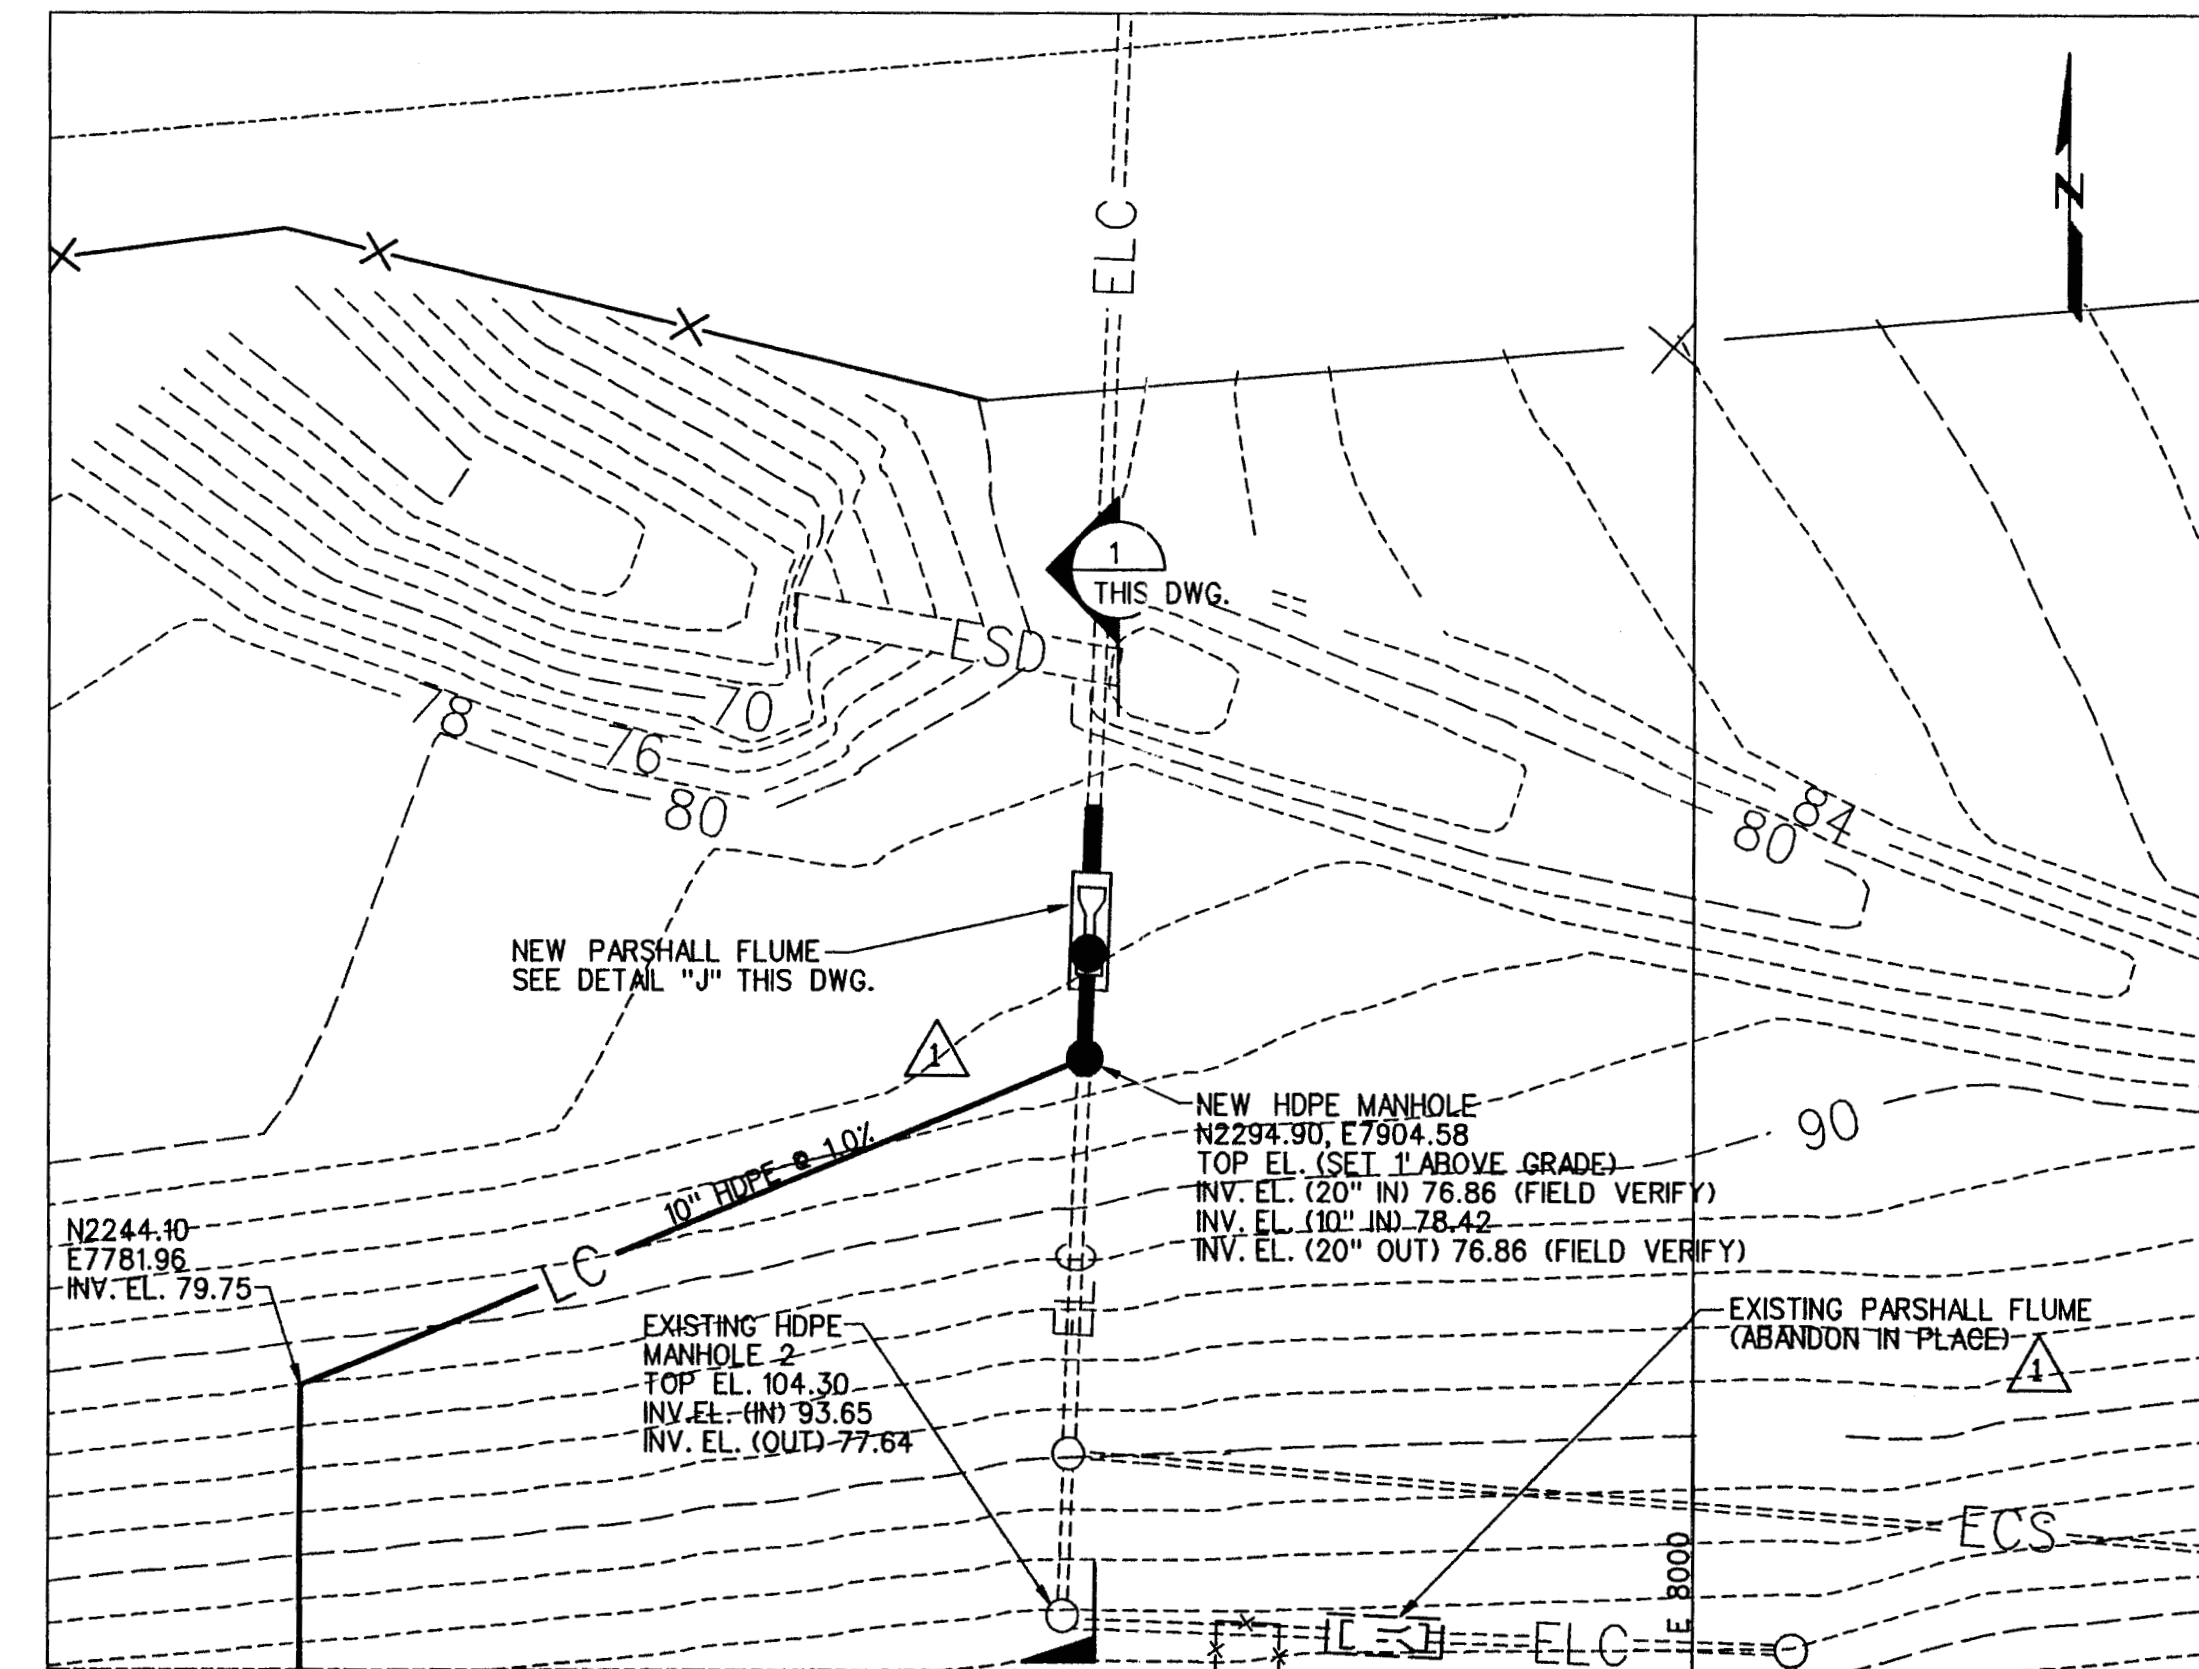 ELC
N
1
THIS DWG.
ESD
70
78
76
80
84
80
NEW PARSHALL FLUME
SEE DETAIL "J" THIS DWG.
1
NEW HDPE MANHOLE
N2294.90, E7904.58
TOP EL. (SET 1' ABOVE GRADE)
INV. EL. (20" IN) 76.86 (FIELD VERIFY)
INV. EL. (10" IN) 78.42
INV. EL. (20" OUT) 76.86 (FIELD VERIFY)
90
10" HDPE @ 1.0%
LC
N2244.10
E7781.96
INV. EL. 79.75
EXISTING HDPE
MANHOLE 2
TOP EL. 104.30
INV.EL. (IN) 93.65
INV. EL. (OUT) 77.64
EXISTING PARSHALL FLUME
(ABANDON IN PLACE)
1
ECS
E 8000
ELC